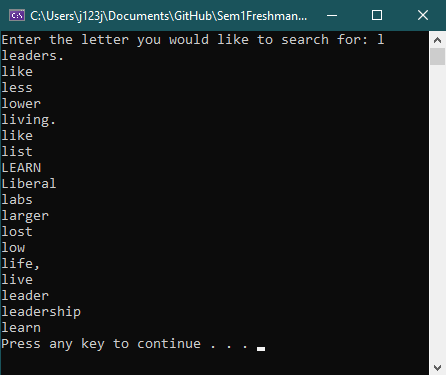 C:\Users\j123j\Documents\GitHub\Sem1Freshman...
Enter the letter you would like to search for: l
leaders.
like
less
lower
living.
like
list
LEARN
Liberal
labs
larger
lost
low
life,
live
leader
leadership
learn
Press any key to continue . . .